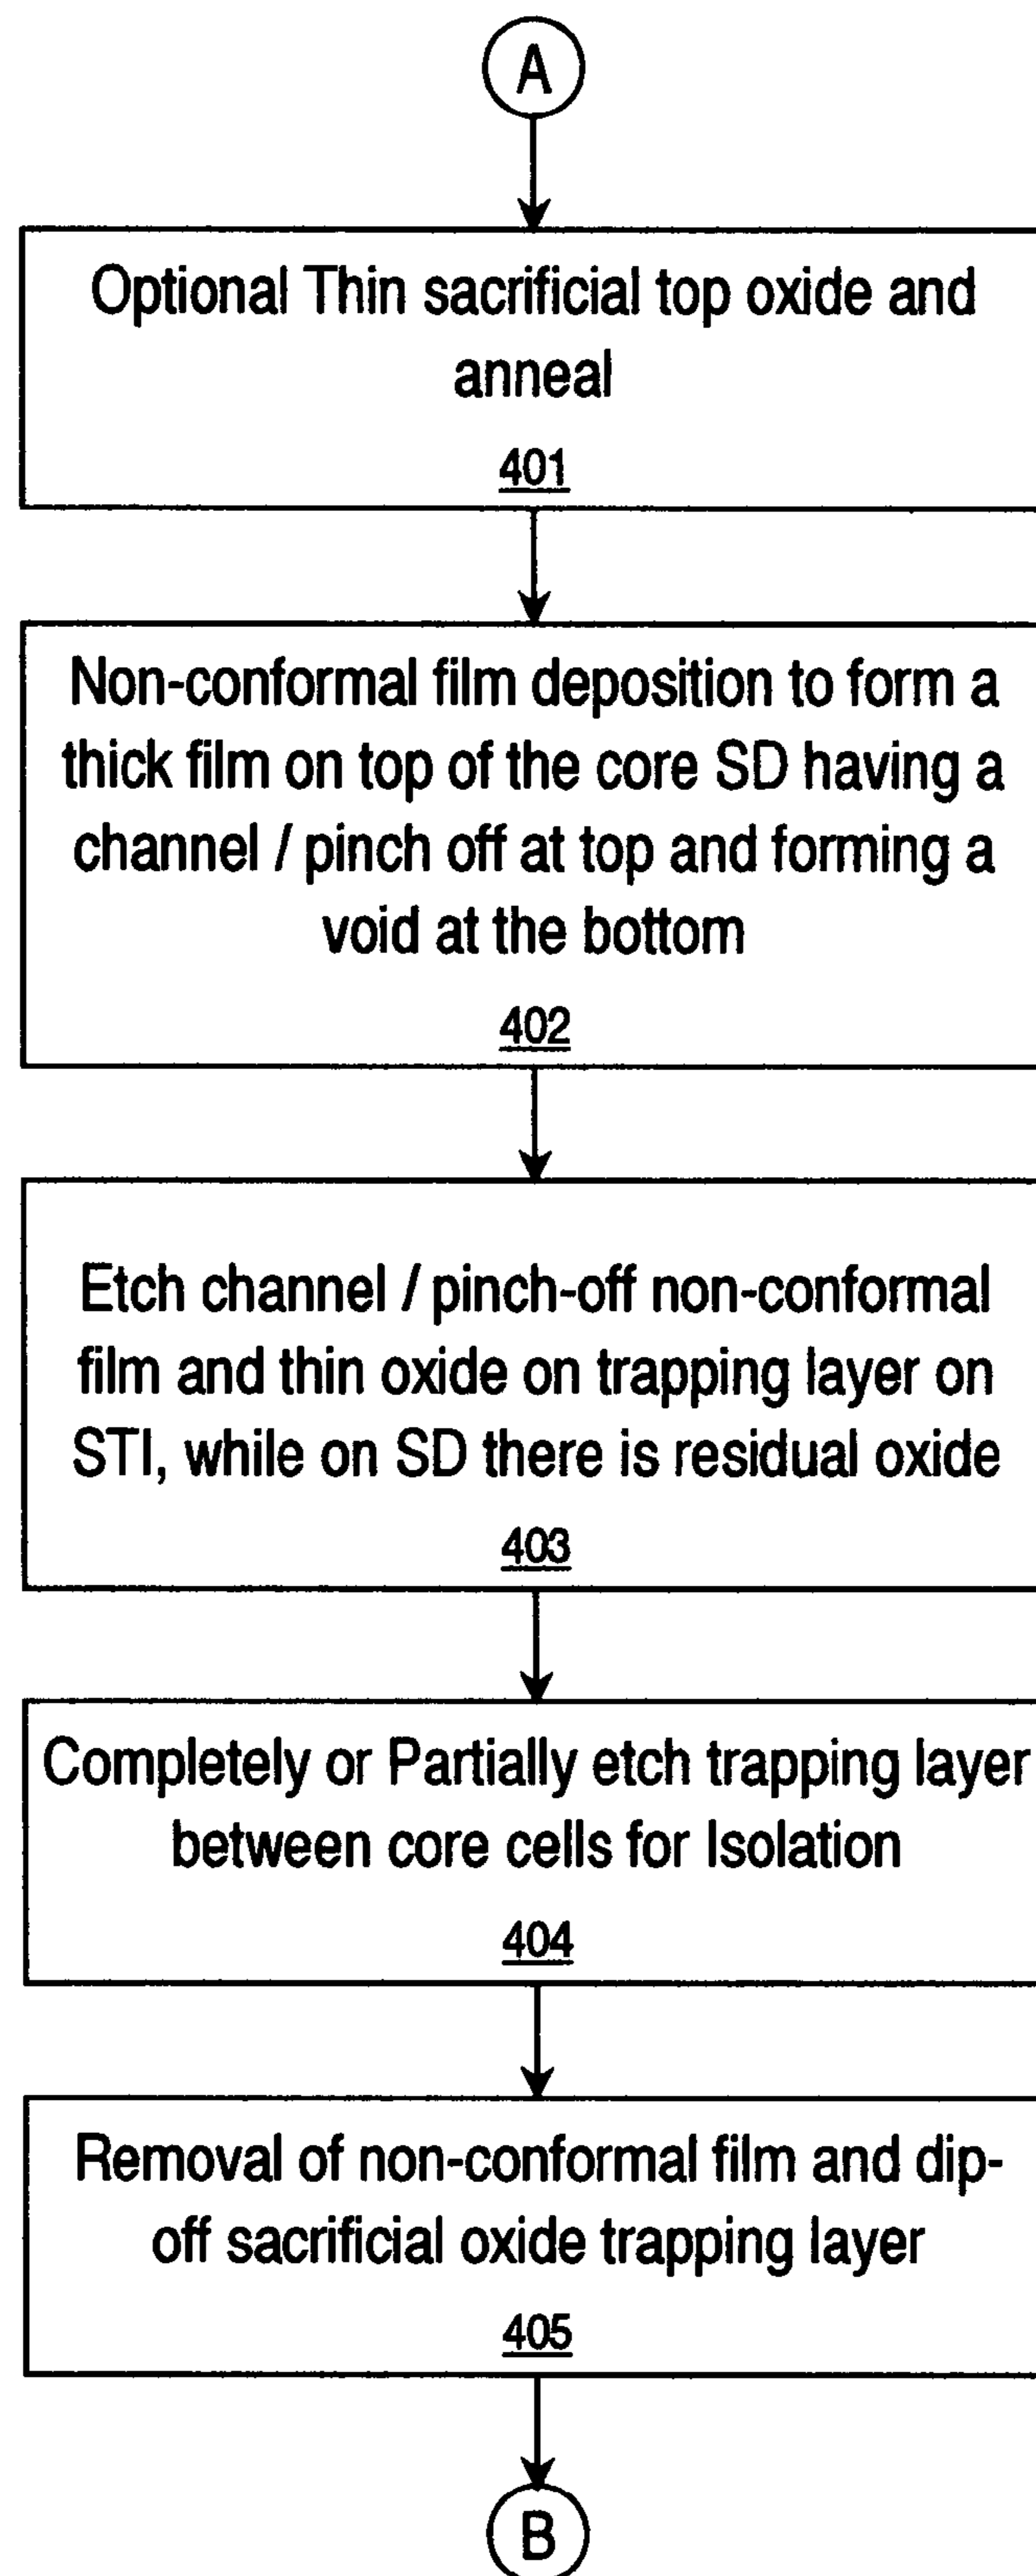 A
Optional Thin sacrificial top oxide and
anneal
401
Non-conformal film deposition to form a
thick film on top of the core SD having a
channel / pinch off at top and forming a
void at the bottom
402
Etch channel / pinch-off non-conformal
film and thin oxide on trapping layer on
STI, while on SD there is residual oxide
403
Completely or Partially etch trapping layer
between core cells for Isolation
404
Removal of non-conformal film and dip-
off sacrificial oxide trapping layer
405
B